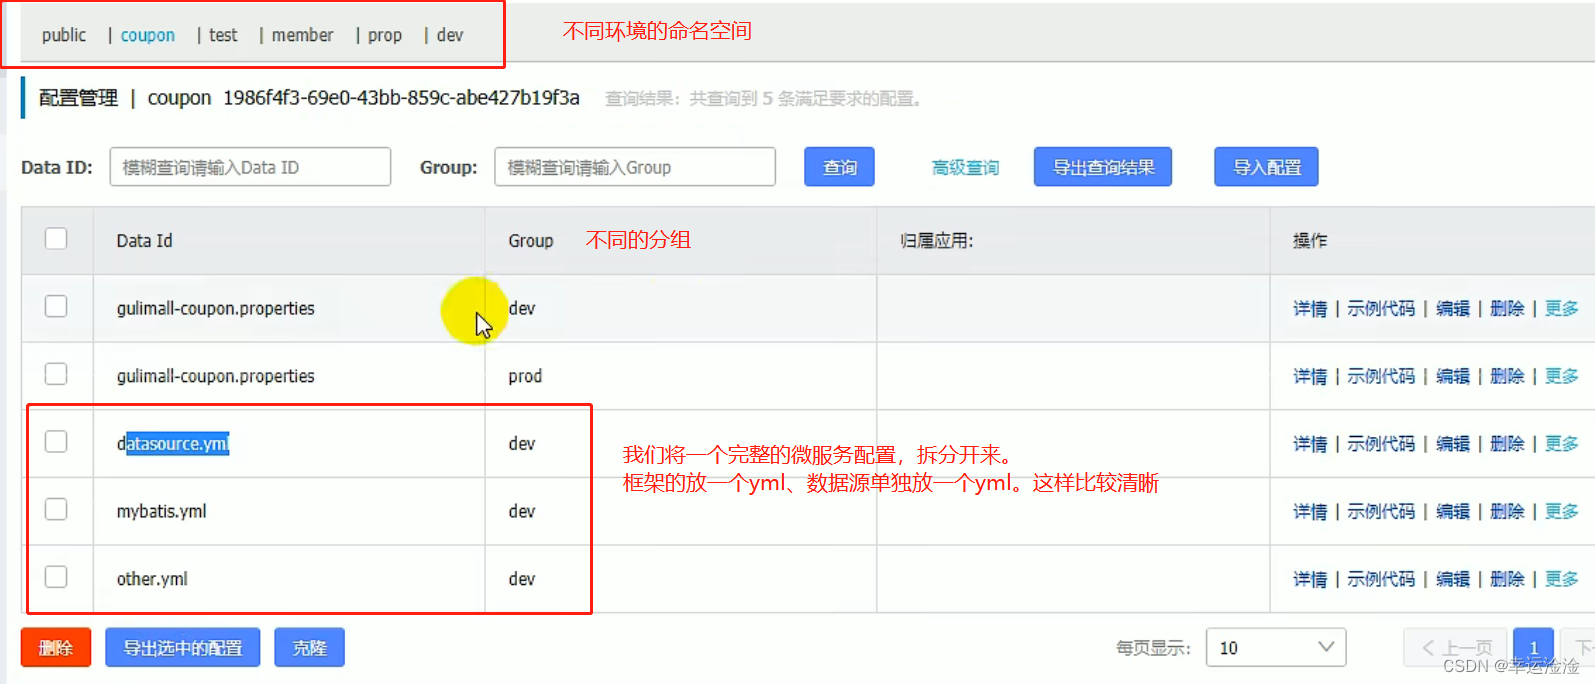 public | coupon | test | member | prop | dev 不同环境的命名空间
配置管理 | coupon 1986f4f3-69e0-43bb-859c-abe427b19f3a 查询结果：共查询到 5 条满足要求的配置。
Data ID: 模糊查询请输入Data ID Group: 模糊查询请输入Group 查询 高级查询 导出查询结果 导入配置
Data Id Group 不同的分组 归属应用: 操作
gulimall-coupon.properties dev 详情 | 示例代码 | 编辑 | 删除 | 更多
gulimall-coupon.properties prod 详情 | 示例代码 | 编辑 | 删除 | 更多
datasource.yml dev 详情 | 示例代码 | 编辑 | 删除 | 更多
我们将一个完整的微服务配置，拆分开来。
框架的放一个yml、数据源单独放一个yml。这样比较清晰
mybatis.yml dev 详情 | 示例代码 | 编辑 | 删除 | 更多
other.yml dev 详情 | 示例代码 | 编辑 | 删除 | 更多
删除 导出选中的配置 克隆 每页显示: 10 上一页 1 下一
CSDN @幸运淦淦